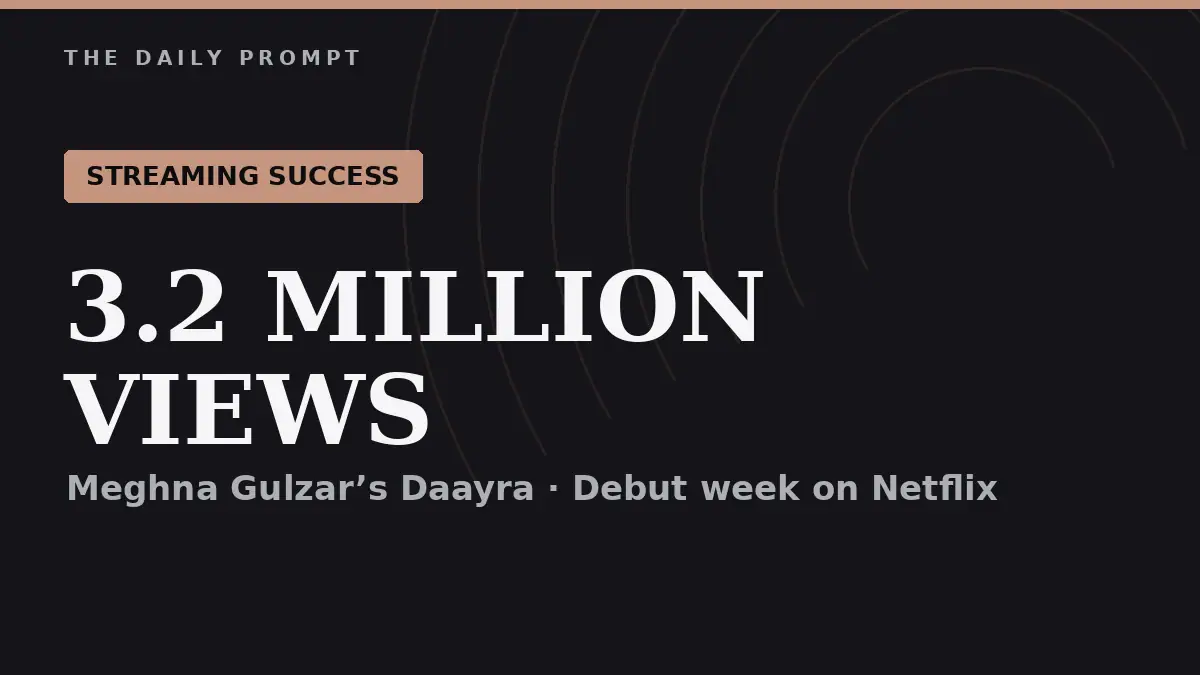 THE DAILY PROMPT
STREAMING SUCCESS
3.2 MILLION
VIEWS
Meghna Gulzar’s Daayra · Debut week on Netflix